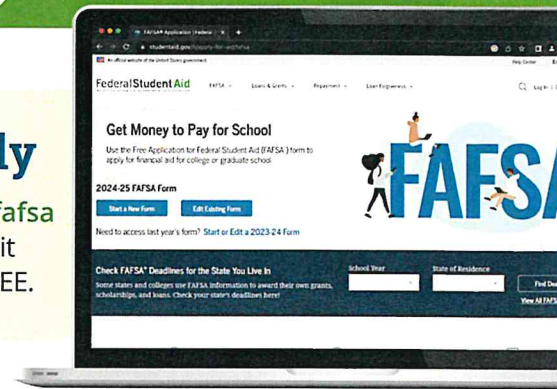 ly
fafsa
it
EE.
FAFSA® Application | Federal
studentaid.gov/h/apply-for-aid/fafsa
An official website of the United States government.
Help Center
FederalStudentAid
FAFSA
Loans & Grants
Repayment
Loan Forgiveness
Log In
Get Money to Pay for School
Use the Free Application for Federal Student Aid (FAFSA®) form to
apply for financial aid for college or graduate school.
2024-25 FAFSA Form
Start a New Form
Edit Existing Form
Need to access last year's form? Start or Edit a 2023-24 Form
FAFSA
Check FAFSA® Deadlines for the State You Live In
Some states and colleges use FAFSA information to award their own grants,
scholarships, and loans. Check your state's deadlines here!
School Year
State of Residence
Find Dea
View All FAFS